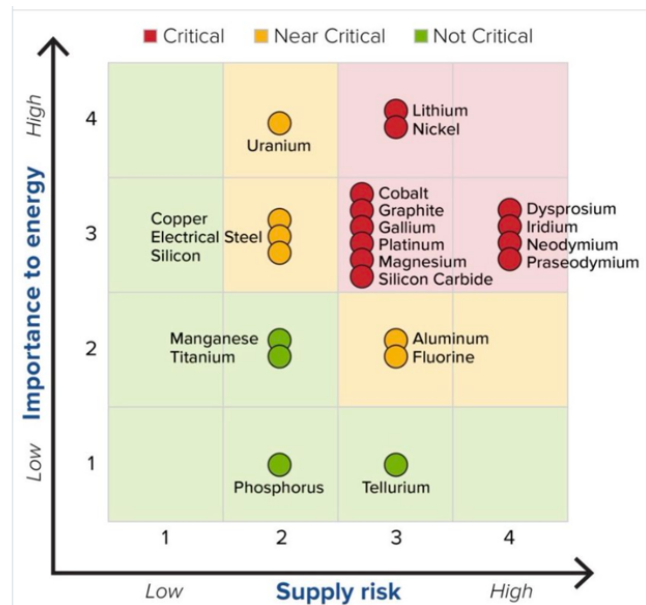 Critical Near Critical Not Critical
Importance to energy
High
Low
4
3
2
1
Uranium
Lithium
Nickel
Copper
Electrical Steel
Silicon
Cobalt
Graphite
Gallium
Platinum
Magnesium
Silicon Carbide
Dysprosium
Iridium
Neodymium
Praseodymium
Manganese
Titanium
Aluminum
Fluorine
Phosphorus
Tellurium
1 2 3 4
Low Supply risk High